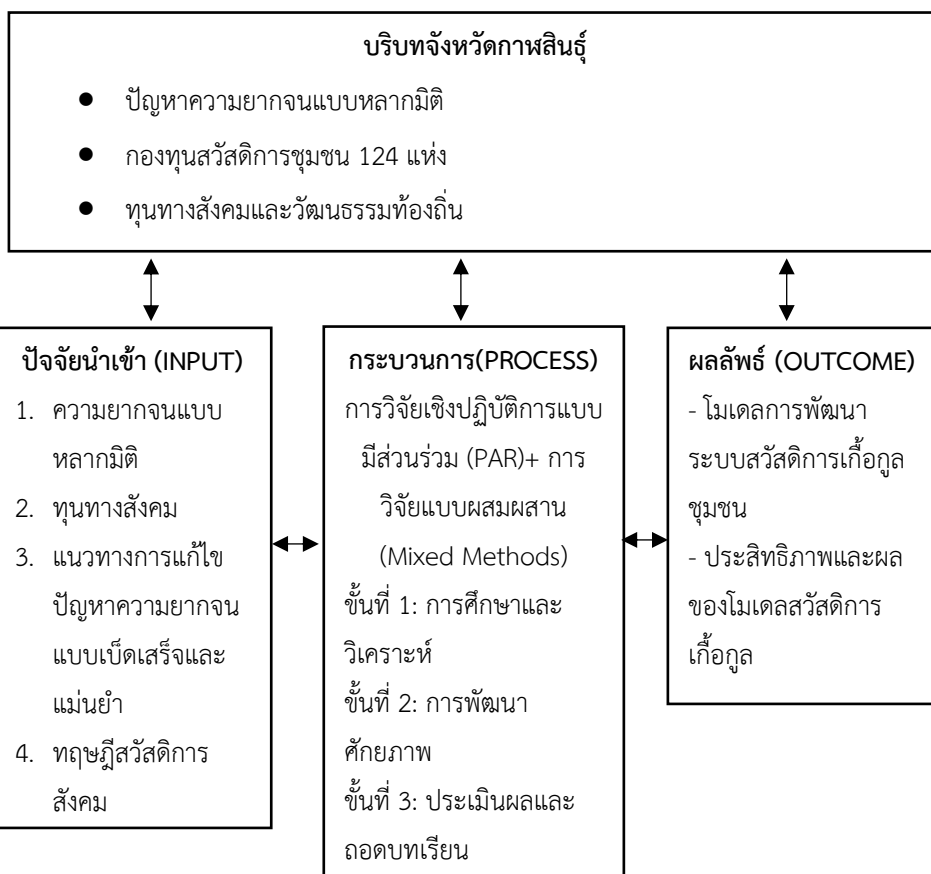 บริบทจังหวัดกาฬสินธุ์
● ปัญหาความยากจนแบบหลากมิติ
● กองทุนสวัสดิการชุมชน 124 แห่ง
● ทุนทางสังคมและวัฒนธรรมท้องถิ่น
ปัจจัยนำเข้า (INPUT)
1. ความยากจนแบบ
หลากมิติ
2. ทุนทางสังคม
3. แนวทางการแก้ไข
ปัญหาความยากจน
แบบเบ็ดเสร็จและ
แม่นยำ
4. ทฤษฎีสวัสดิการ
สังคม
กระบวนการ(PROCESS)
การวิจัยเชิงปฏิบัติการแบบ
มีส่วนร่วม (PAR)+ การ
วิจัยแบบผสมผสาน
(Mixed Methods)
ขั้นที่ 1: การศึกษาและ
วิเคราะห์
ขั้นที่ 2: การพัฒนา
ศักยภาพ
ขั้นที่ 3: ประเมินผลและ
ถอดบทเรียน
ผลลัพธ์ (OUTCOME)
- โมเดลการพัฒนา
ระบบสวัสดิการเกื้อกูล
ชุมชน
- ประสิทธิภาพและผล
ของโมเดลสวัสดิการ
เกื้อกูล